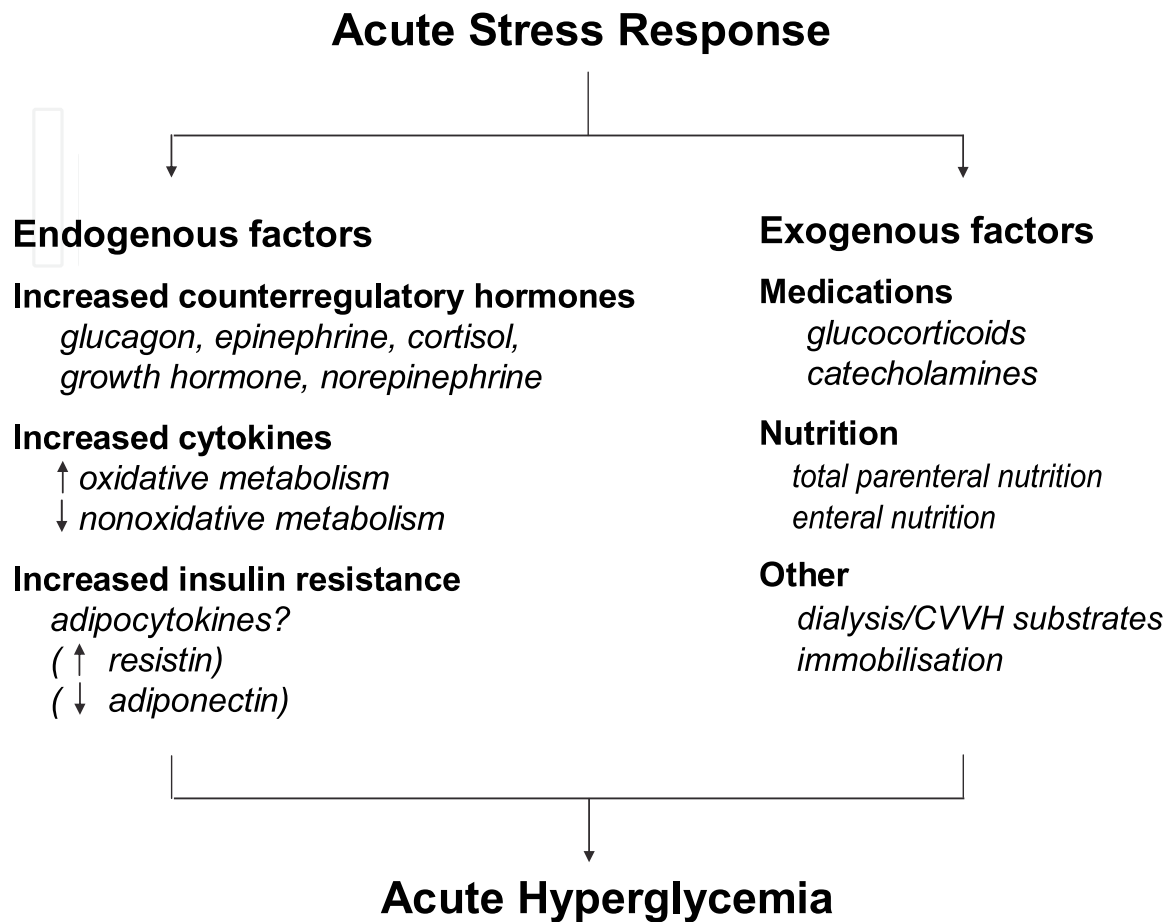 Acute Stress Response
Endogenous factors
Increased counterregulatory hormones
glucagon, epinephrine, cortisol,
growth hormone, norepinephrine
Increased cytokines
↑ oxidative metabolism
↓ nonoxidative metabolism
Increased insulin resistance
adipocytokines?
( ↑ resistin)
( ↓ adiponectin)
Exogenous factors
Medications
glucocorticoids
catecholamines
Nutrition
total parenteral nutrition
enteral nutrition
Other
dialysis/CVVH substrates
immobilisation
Acute Hyperglycemia